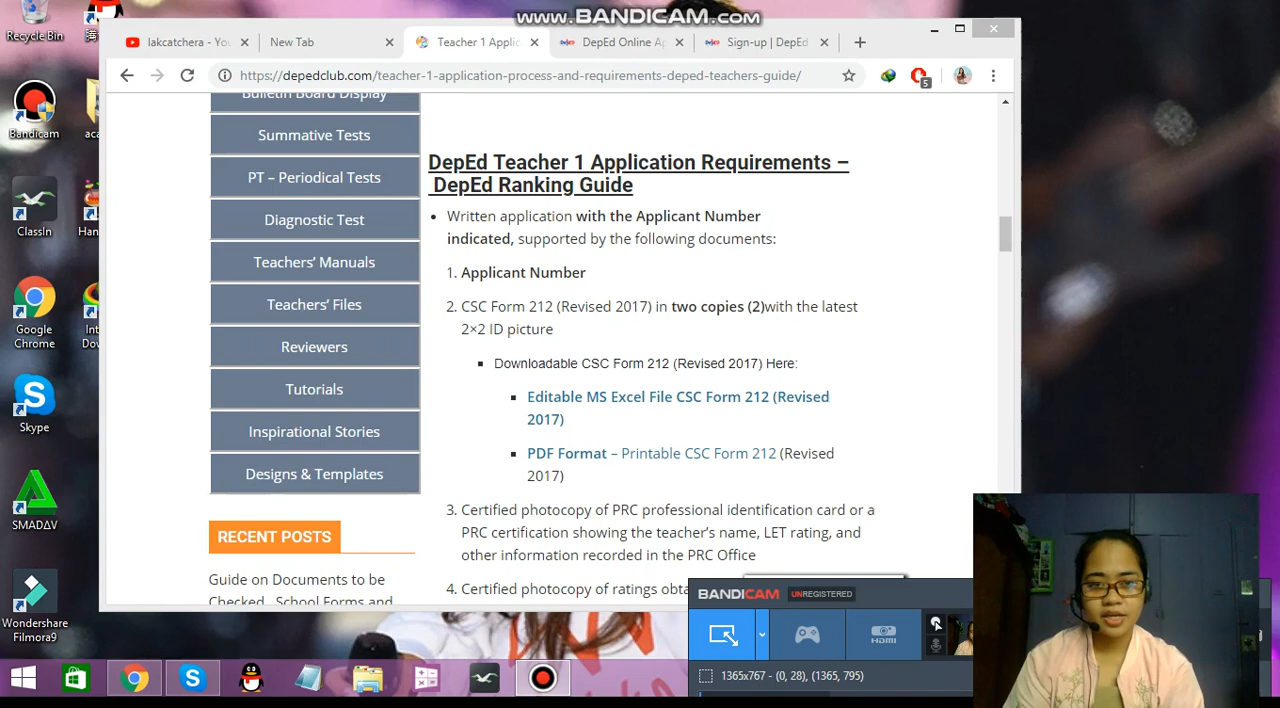 WWW.BANDICAM.COM
Recycle Bin
Bandicam
ClassIn
Google
Chrome
Skype
SMADΔV
Wondershare
Filmora9
lakcatchera - Yo
New Tab
Teacher 1 Applic
DepEd Online Ap
Sign-up | DepEd
https://depedclub.com/teacher-1-application-process-and-requirements-deped-teachers-guide/
5
Bulletin Board Display
Summative Tests
PT – Periodical Tests
Diagnostic Test
Teachers' Manuals
Teachers' Files
Reviewers
Tutorials
Inspirational Stories
Designs & Templates
RECENT POSTS
Guide on Documents to be
Checked, School Forms and
DepEd Teacher 1 Application Requirements –
DepEd Ranking Guide
• Written application with the Applicant Number
indicated, supported by the following documents:
1. Applicant Number
2. CSC Form 212 (Revised 2017) in two copies (2)with the latest
2×2 ID picture
▪ Downloadable CSC Form 212 (Revised 2017) Here:
▪ Editable MS Excel File CSC Form 212 (Revised
2017)
▪ PDF Format – Printable CSC Form 212 (Revised
2017)
3. Certified photocopy of PRC professional identification card or a
PRC certification showing the teacher's name, LET rating, and
other information recorded in the PRC Office
4. Certified photocopy of ratings obta
BANDICAM UNREGISTERED
HDMI
1365x767 - (0, 28), (1365, 795)